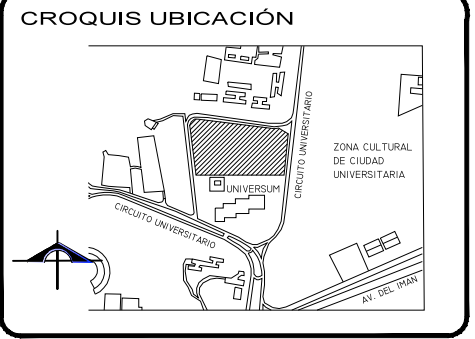 CROQUIS UBICACIÓN
CIRCUITO UNIVERSITARIO
ZONA CULTURAL
DE CIUDAD
UNIVERSITARIA
UNIVERSUM
CIRCUITO UNIVERSITARIO
AV. DEL IMAN